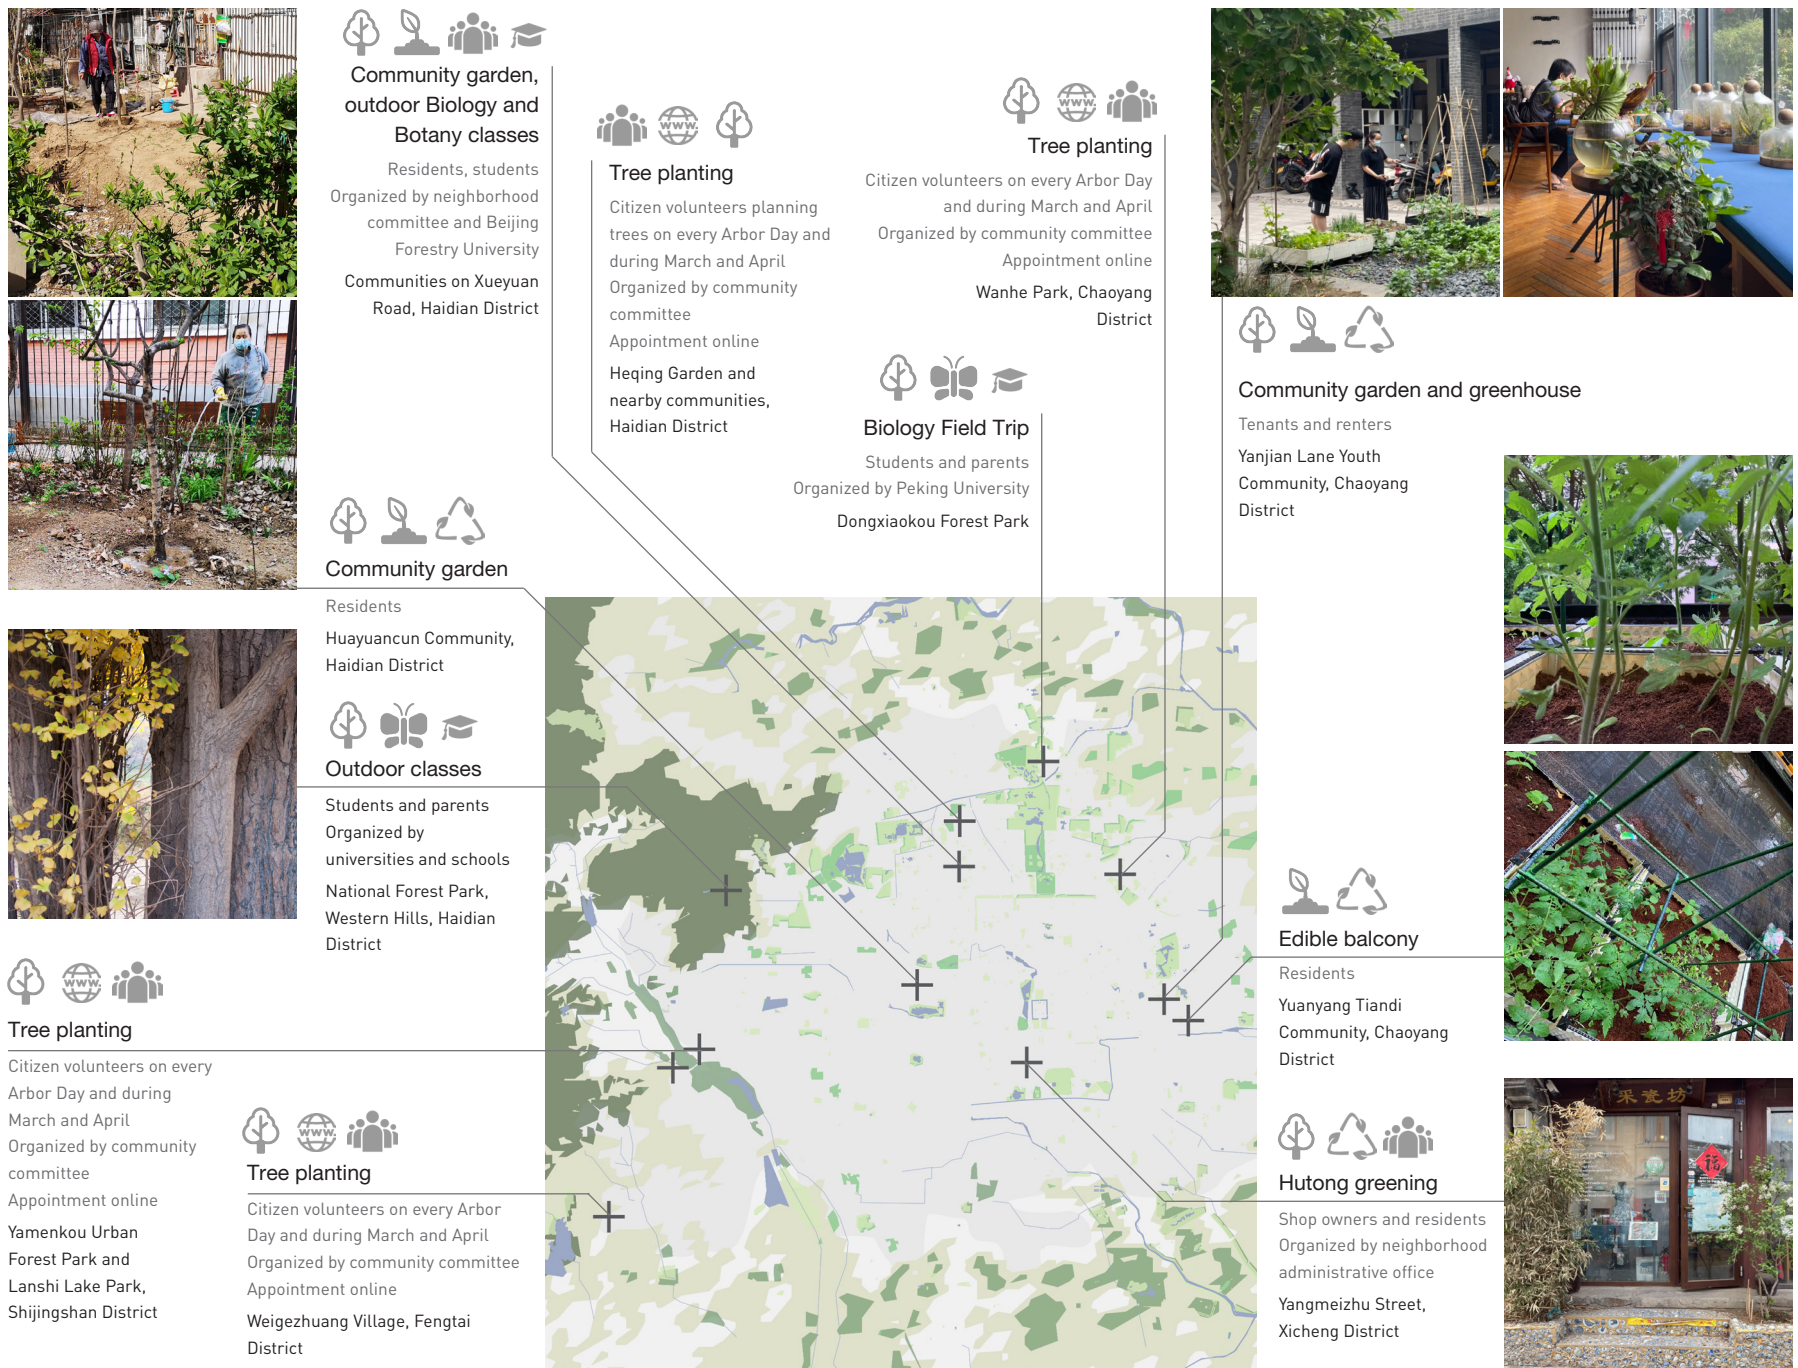 Community garden,
outdoor Biology and
Botany classes
Residents, students
Organized by neighborhood
committee and Beijing
Forestry University
Communities on Xueyuan
Road, Haidian District
www.
Tree planting
Citizen volunteers planning
trees on every Arbor Day and
during March and April
Organized by community
committee
Appointment online
Heqing Garden and
nearby communities,
Haidian District
www.
Tree planting
Citizen volunteers on every Arbor Day
and during March and April
Organized by community committee
Appointment online
Wanhe Park, Chaoyang
District
Biology Field Trip
Students and parents
Organized by Peking University
Dongxiaokou Forest Park
Community garden and greenhouse
Tenants and renters
Yanjian Lane Youth
Community, Chaoyang
District
Community garden
Residents
Huayuancun Community,
Haidian District
Outdoor classes
Students and parents
Organized by
universities and schools
National Forest Park,
Western Hills, Haidian
District
Edible balcony
Residents
Yuanyang Tiandi
Community, Chaoyang
District
www.
Tree planting
Citizen volunteers on every
Arbor Day and during
March and April
Organized by community
committee
Appointment online
Yamenkou Urban
Forest Park and
Lanshi Lake Park,
Shijingshan District
www.
Tree planting
Citizen volunteers on every Arbor
Day and during March and April
Organized by community committee
Appointment online
Weigezhuang Village, Fengtai
District
Hutong greening
Shop owners and residents
Organized by neighborhood
administrative office
Yangmeizhu Street,
Xicheng District
采瓷坊
福